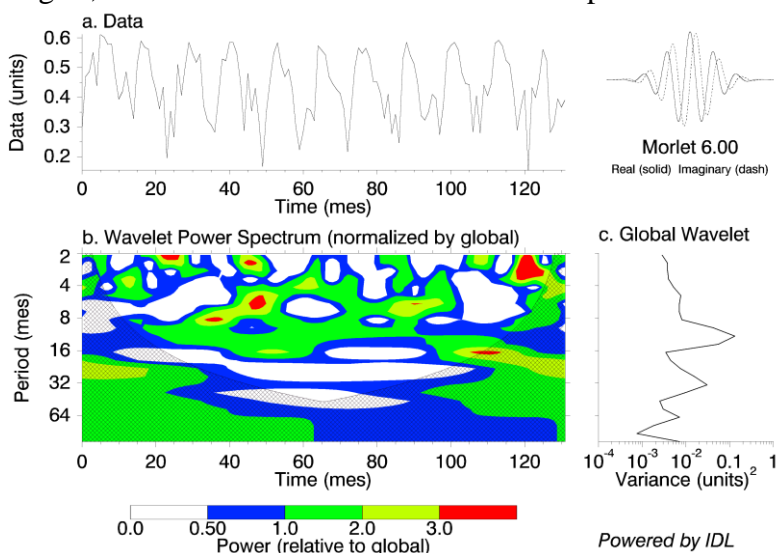 a. Data
Data (units)
0.6
0.5
0.4
0.3
0.2
0 20 40 60 80 100 120
Time (mes)
Morlet 6.00
Real (solid) Imaginary (dash)
b. Wavelet Power Spectrum (normalized by global)
Period (mes)
2
4
8
16
32
64
0 20 40 60 80 100 120
Time (mes)
c. Global Wavelet
10-4 10-3 10-2 0.1 1
Variance (units)2
0.0 0.50 1.0 2.0 3.0
Power (relative to global)
Powered by IDL